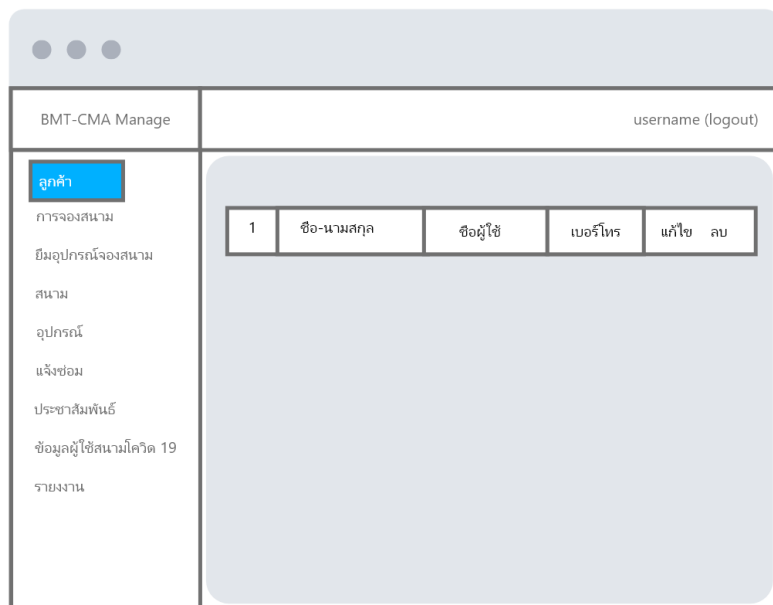 BMT-CMA Manage
username (logout)
ลูกค้า
การจองสนาม
ยืมอุปกรณ์จองสนาม
สนาม
อุปกรณ์
แจ้งซ่อม
ประชาสัมพันธ์
ข้อมูลผู้ใช้สนามโควิด 19
รายงงาน
1 ชื่อ-นามสกุล ชื่อผู้ใช้ เบอร์โทร แก้ไข ลบ